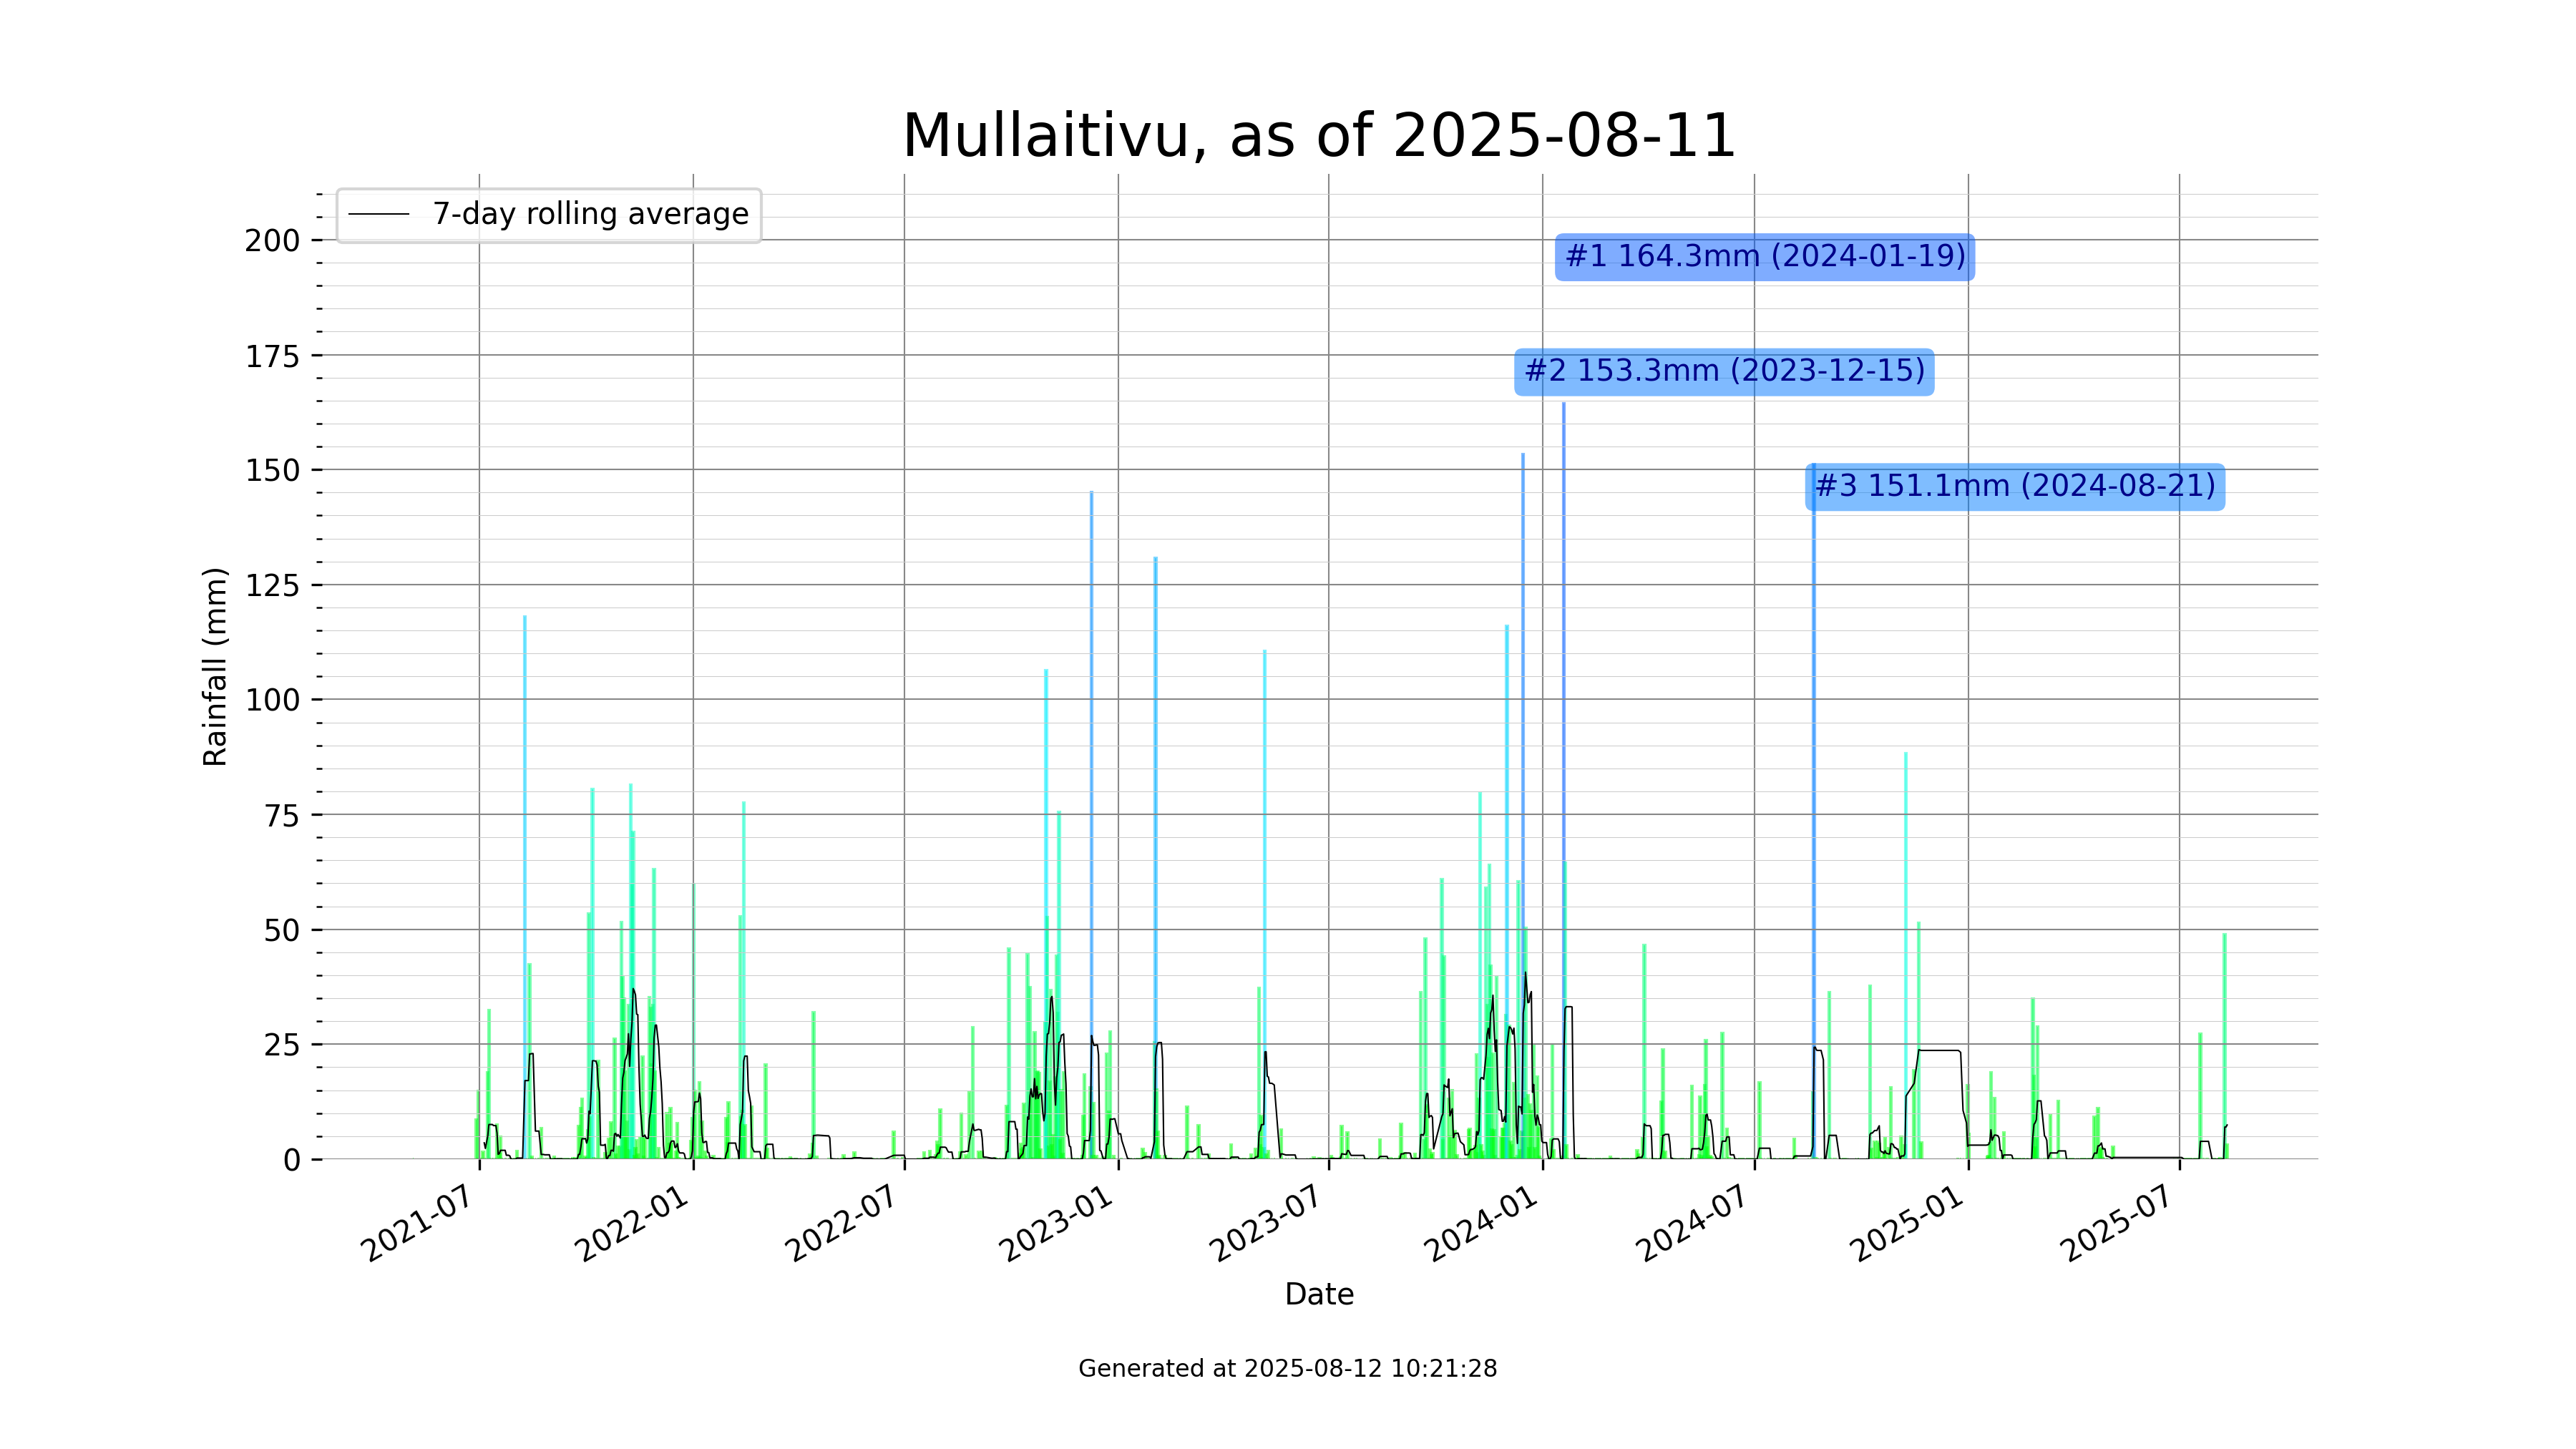 Mullaitivu, as of 2025-08-11
7-day rolling average
#1 164.3mm (2024-01-19)
#2 153.3mm (2023-12-15)
#3 151.1mm (2024-08-21)
Rainfall (mm)
200
175
150
125
100
75
50
25
0
2021-07
2022-01
2022-07
2023-01
2023-07
2024-01
2024-07
2025-01
2025-07
Date
Generated at 2025-08-12 10:21:28